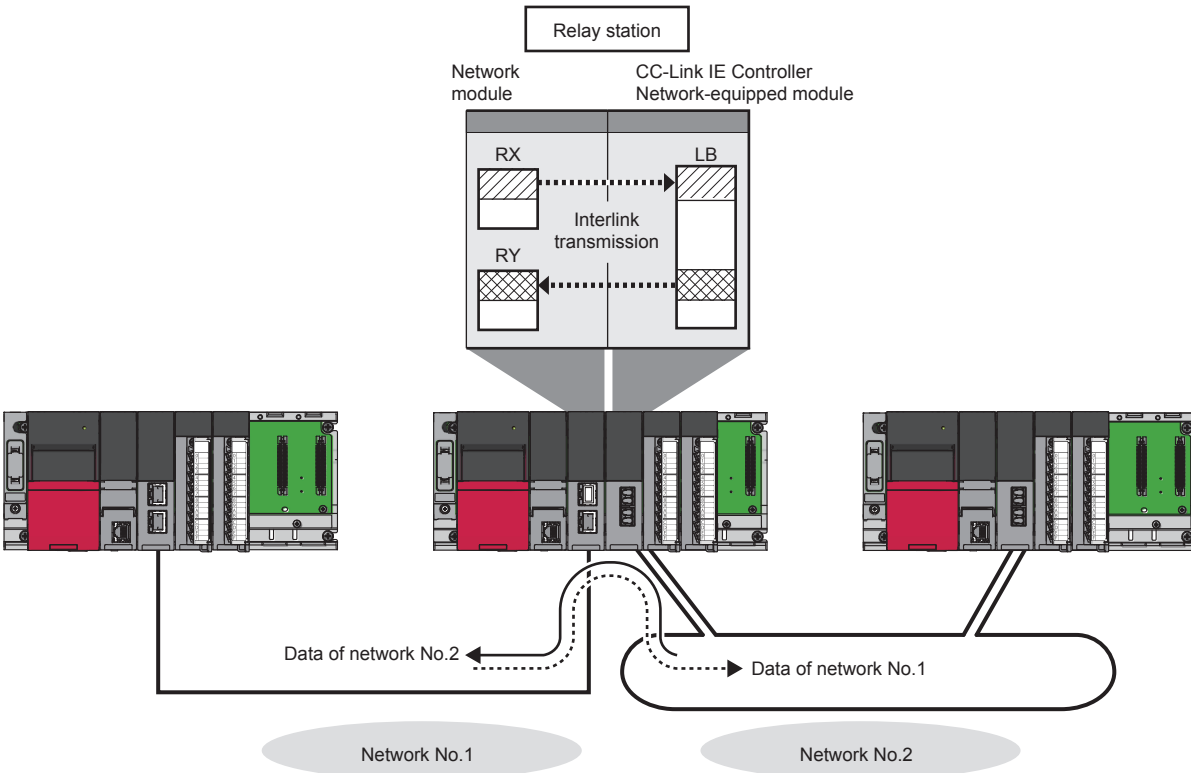 Relay station
Network
module
CC-Link IE Controller
Network-equipped module
RX
LB
Interlink
transmission
RY
Data of network No.2
Data of network No.1
Network No.1
Network No.2